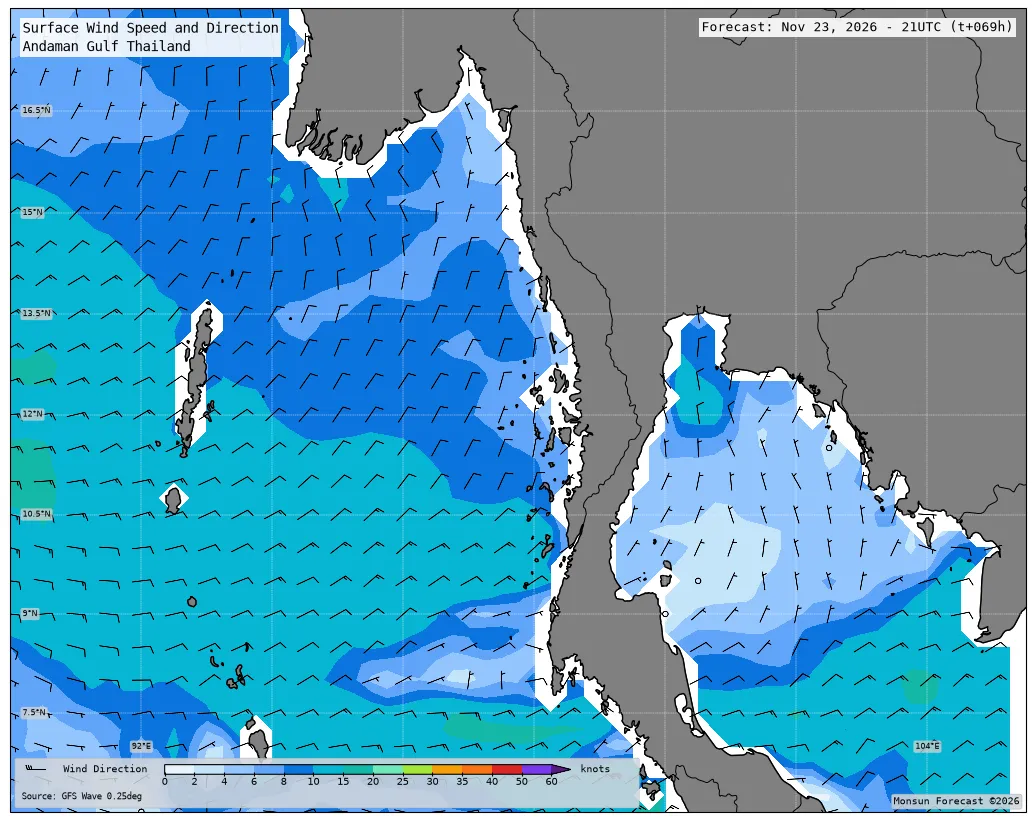 Surface Wind Speed and Direction
Andaman Gulf Thailand
Forecast: Nov 23, 2026 - 21UTC (t+069h)
16.5°N
15°N
13.5°N
12°N
10.5°N
9°N
7.5°N
92°E
104°E
Wind Direction
knots
0 2 4 6 8 10 15 20 25 30 35 40 50 60
Source: GFS Wave 0.25deg
Monsun Forecast ©2026